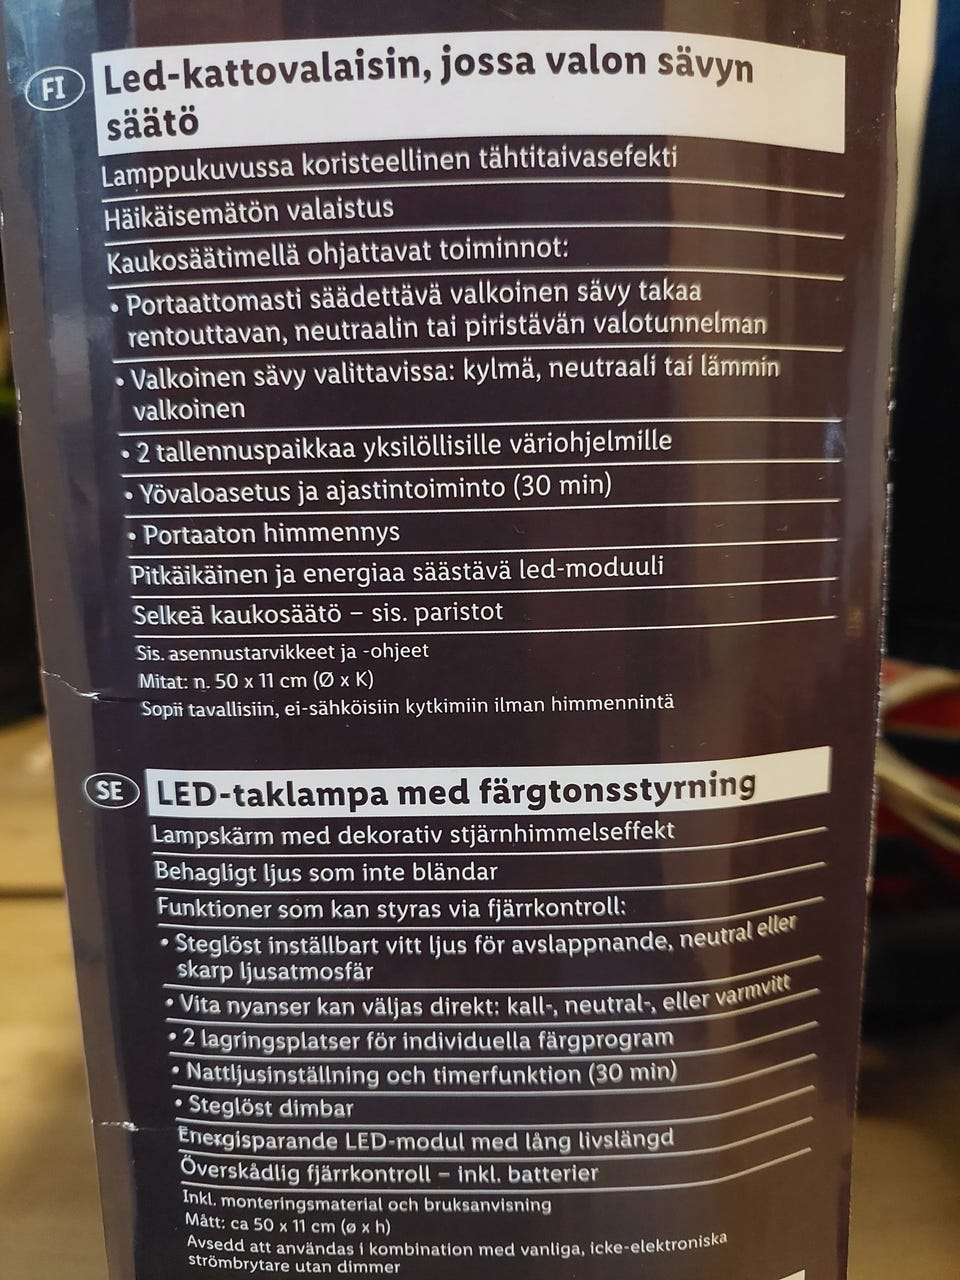 FI
Led-kattovalaisin, jossa valon sävyn
säätö
Lamppukuvussa koristeellinen tähtitaivasefekti
Häikäisemätön valaistus
Kaukosäätimellä ohjattavat toiminnot:
• Portaattomasti säädettävä valkoinen sävy takaa
rentouttavan, neutraalin tai piristävän valotunnelman
• Valkoinen sävy valittavissa: kylmä, neutraali tai lämmin
valkoinen
• 2 tallennuspaikkaa yksilöllisille väriohjelmille
• Yövaloasetus ja ajastintoiminto (30 min)
• Portaaton himmennys
Pitkäikäinen ja energiaa säästävä led-moduuli
Selkeä kaukosäätö – sis. paristot
Sis. asennustarvikkeet ja -ohjeet
Mitat: n. 50 x 11 cm (Ø x K)
Sopii tavallisiin, ei-sähköisiin kytkimiin ilman himmennintä
SE
LED-taklampa med färgtonsstyrning
Lampskärm med dekorativ stjärnhimmelseffekt
Behagligt ljus som inte bländar
Funktioner som kan styras via fjärrkontroll:
• Steglöst inställbart vitt ljus för avslappnande, neutral eller
skarp ljusatmosfär
• Vita nyanser kan väljas direkt: kall-, neutral-, eller varmvitt
• 2 lagringsplatser för individuella färgprogram
• Nattljusinställning och timerfunktion (30 min)
• Steglöst dimbar
Energisparande LED-modul med lång livslängd
Överskådlig fjärrkontroll – inkl. batterier
Inkl. monteringsmaterial och bruksanvisning
Mått: ca 50 x 11 cm (ø x h)
Avsedd att användas i kombination med vanliga, icke-elektroniska
strömbrytare utan dimmer